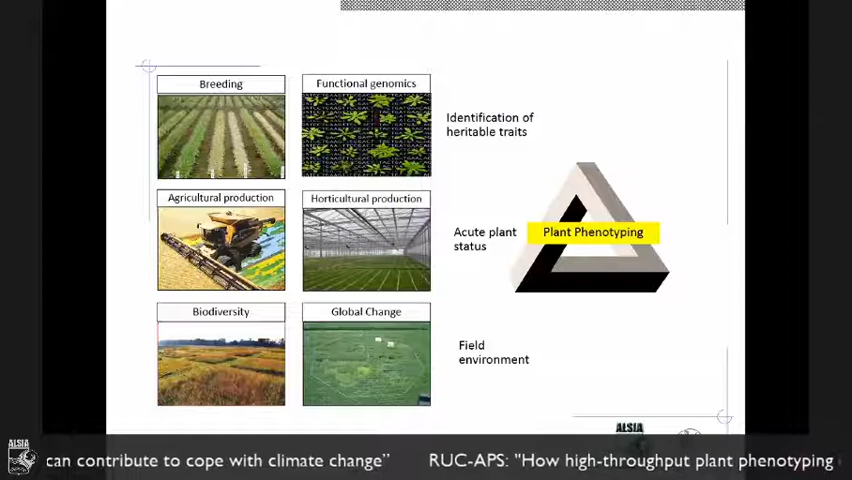 Breeding
Functional genomics
Identification of
heritable traits
Agricultural production
Horticultural production
Acute plant
status
Plant Phenotyping
Biodiversity
Global Change
Field
environment
ALSIA
ALSIA
can contribute to cope with climate change” RUC-APS: "How high-throughput plant phenotyping